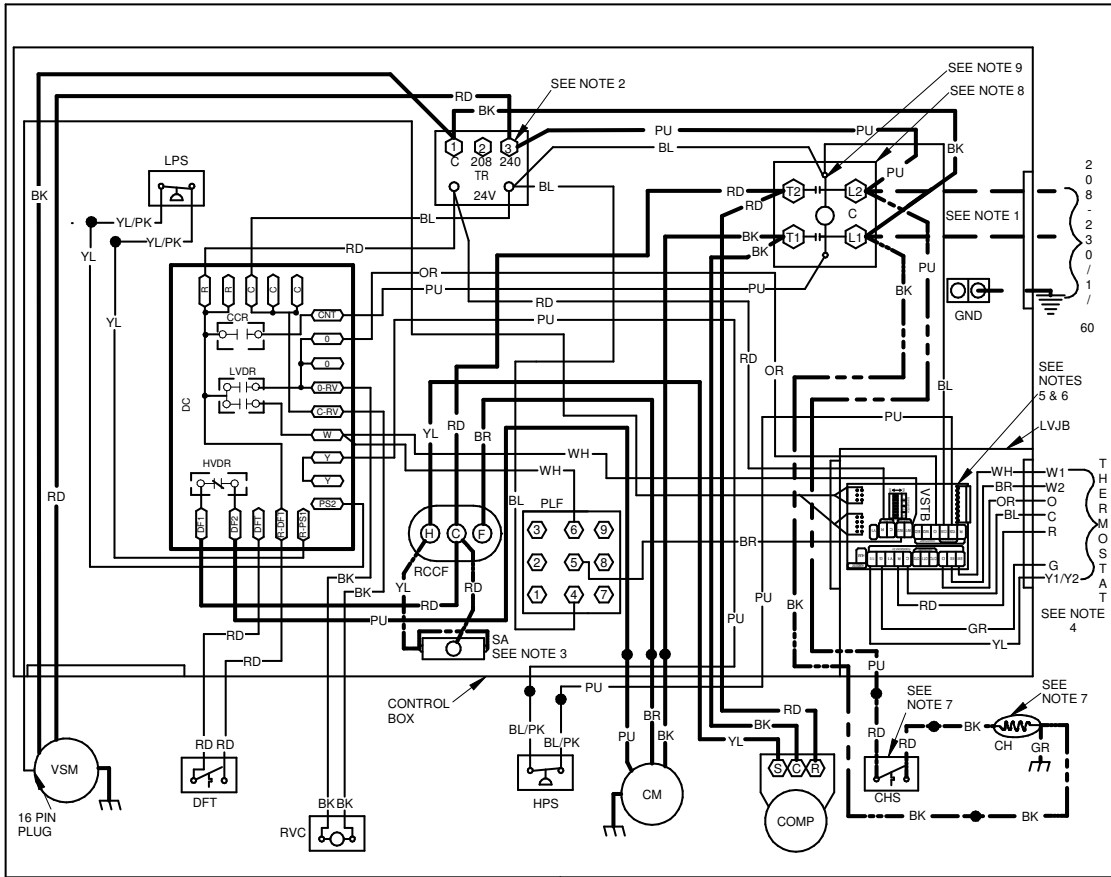 SEE NOTE 9
SEE NOTE 2
SEE NOTE 8
RD
BK
PU
PU
BK
1
2
3
C
208
240
TR
24V
BL
BL
PU
LPS
BK
YL/PK
YL/PK
YL
RD
BL
RD
T2
L2
RD
C
SEE NOTE 1
BK
T1
L1
BK
208-230/1/
60
PU
BK
OR
PU
PU
PU
RD
GND
R
R
C
C
C
CCR
CNT
0
0
LVDR
0-RV
C-RV
DC
W
Y
Y
HVDR
PS2
DF1
DF2
DF1
R-DF1
R-PS1
YL
RD
RD
OR
BL
SEE
NOTES
5 & 6
LVJB
PU
YL
RD
BR
WH
WH
BL
PLF
3
6
9
2
5
8
1
4
7
H
C
F
RCCF
BR
VSTB
WH
W1
BR
W2
OR
O
BL
C
R
G
Y1/Y2
THERMOSTAT
SEE NOTE
4
RD
GR
YL
BK
BK
RD
PU
YL
RD
SA
SEE NOTE 3
PU
PU
BK
RD
RD
CONTROL
BOX
PU
BL/PK
BL/PK
PU
BR
BK
RD
BK
YL
PU
SEE
NOTE 7
SEE
NOTE 7
RD
RD
BK
CH
GR
VSM
RD
RD
DFT
16 PIN
PLUG
BK
BK
RVC
HPS
CM
S
C
R
COMP
CHS
BK
BK